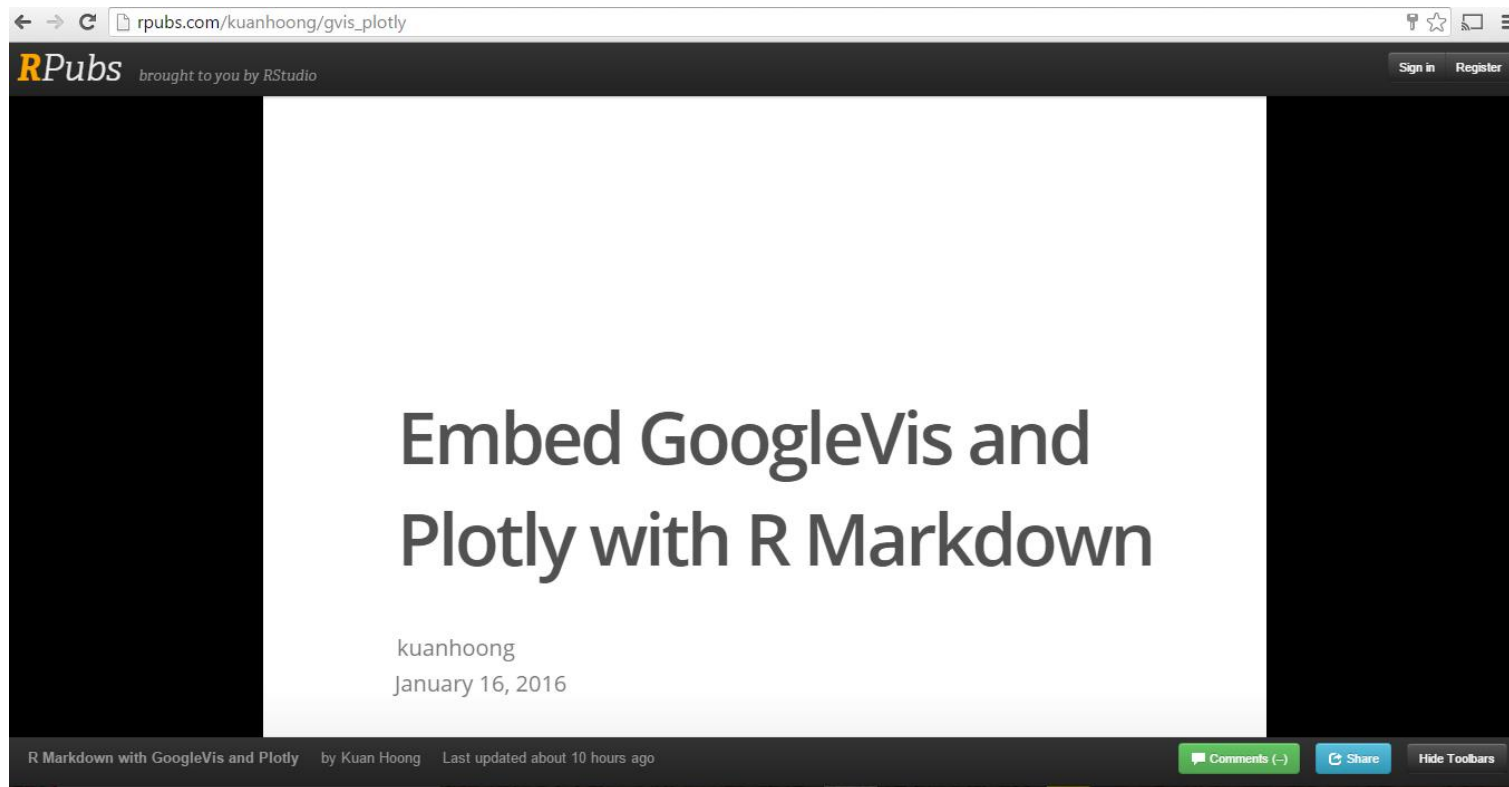 rpubs.com/kuanhoong/gvis_plotly
RPubs brought to you by RStudio
Sign in Register
Embed GoogleVis and
Plotly with R Markdown
kuanhoong
January 16, 2016
R Markdown with GoogleVis and Plotly by Kuan Hoong Last updated about 10 hours ago
Comments (–) Share Hide Toolbars